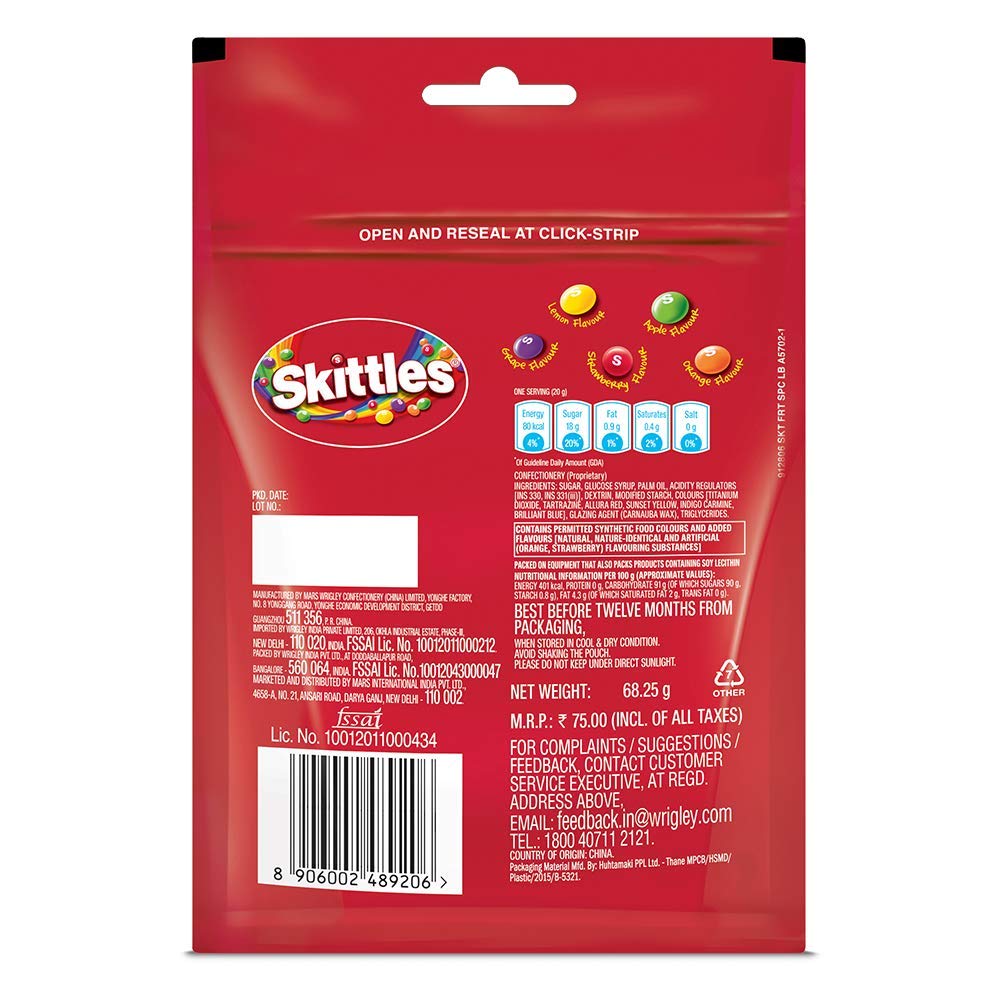 OPEN AND RESEAL AT CLICK-STRIP
Lemon Flavour
Apple Flavour
Grape Flavour
Strawberry Flavour
Orange Flavour
Skittles
ONE SERVING (20 g)
Energy Sugar Fat Saturates Salt
80 kcal 18 g 0.9 g 0.4 g 0 g
4%* 20%* 1%* 2%* 0%*
*Of Guideline Daily Amount (GDA)
CONFECTIONERY (Proprietary)
INGREDIENTS: SUGAR, GLUCOSE SYRUP, PALM OIL, ACIDITY REGULATORS
[INS 330, INS 331(iii)], DEXTRIN, MODIFIED STARCH, COLOURS [TITANIUM
DIOXIDE, TARTRAZINE, ALLURA RED, SUNSET YELLOW, INDIGO CARMINE,
BRILLIANT BLUE], GLAZING AGENT (CARNAUBA WAX), TRIGLYCERIDES.
CONTAINS PERMITTED SYNTHETIC FOOD COLOURS AND ADDED
FLAVOURS [NATURAL, NATURE-IDENTICAL AND ARTIFICIAL
(ORANGE, STRAWBERRY) FLAVOURING SUBSTANCES]
PACKED ON EQUIPMENT THAT ALSO PACKS PRODUCTS CONTAINING SOY LECITHIN
NUTRITIONAL INFORMATION PER 100 g (APPROXIMATE VALUES):
ENERGY 401 kcal, PROTEIN 0 g, CARBOHYDRATE 91 g (OF WHICH SUGARS 90 g,
STARCH 0.8 g), FAT 4.3 g (OF WHICH SATURATED FAT 2 g, TRANS FAT 0 g).
BEST BEFORE TWELVE MONTHS FROM
PACKAGING,
WHEN STORED IN COOL & DRY CONDITION.
AVOID SHAKING THE POUCH.
PLEASE DO NOT KEEP UNDER DIRECT SUNLIGHT.
NET WEIGHT: 68.25 g
M.R.P.: ₹ 75.00 (INCL. OF ALL TAXES)
FOR COMPLAINTS / SUGGESTIONS /
FEEDBACK, CONTACT CUSTOMER
SERVICE EXECUTIVE, AT REGD.
ADDRESS ABOVE,
EMAIL: feedback.in@wrigley.com
TEL.: 1800 40711 2121.
COUNTRY OF ORIGIN: CHINA.
Packaging Material Mfd. By: Huhtamaki PPL Ltd. - Thane MPCB/HSMD/
Plastic/2015/B-5321.
7
OTHER
912806 SKT FRT SPC LB A5702-1
PKD. DATE:
LOT NO.:
MANUFACTURED BY MARS WRIGLEY CONFECTIONERY (CHINA) LIMITED, YONGHE FACTORY,
NO. 8 YONGGANG ROAD, YONGHE ECONOMIC DEVELOPMENT DISTRICT, GETDD
GUANGZHOU 511 356, P. R. CHINA.
IMPORTED BY WRIGLEY INDIA PRIVATE LIMITED, 206, OKHLA INDUSTRIAL ESTATE, PHASE-III,
NEW DELHI - 110 020, INDIA. FSSAI Lic. No. 10012011000212
PACKED BY WRIGLEY INDIA PVT. LTD., AT DODDABALLAPUR ROAD,
BANGALORE - 560 064, INDIA. FSSAI Lic. No. 10012043000047
MARKETED AND DISTRIBUTED BY MARS INTERNATIONAL INDIA PVT. LTD.,
4658-A, NO. 21, ANSARI ROAD, DARYA GANJ, NEW DELHI - 110 002.
fssai
Lic. No. 10012011000434
8 906002 489206 >